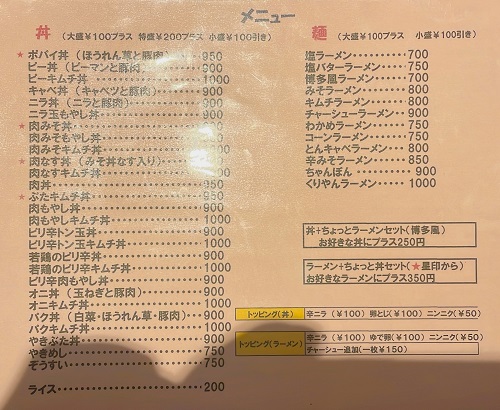 メニュー
丼 (大盛¥100プラス 特盛¥200プラス 小盛¥100引き)
★ポパイ丼 (ほうれん草と豚肉)‥‥950
ピー丼 (ピーマンと豚肉)‥‥900
ピーキムチ丼‥‥1000
キャベ丼 (キャベツと豚肉)‥‥900
ニラ丼 (ニラと豚肉)‥‥900
ニラ玉もやし丼‥‥900
★肉みそ丼‥‥
肉みそもやし丼‥‥
肉みそキムチ丼‥‥
★肉なす丼 (みそ丼なす入り)‥‥
肉なすキムチ丼‥‥
肉丼‥‥
★ぶたキムチ丼‥‥950
肉もやし丼‥‥900
肉もやしキムチ丼‥‥1000
ピリ辛トン玉丼‥‥900
ピリ辛トン玉キムチ丼‥‥1000
若鶏のピリ辛丼‥‥900
若鶏のピリ辛キムチ丼‥‥1000
ピリ辛肉もやし丼‥‥900
オニ丼 (玉ねぎと豚肉)‥‥900
オニキムチ丼‥‥1000
バク丼 (白菜・ほうれん草・豚肉)‥‥900
バクキムチ丼‥‥1000
やきぶた丼‥‥900
やきめし‥‥750
ぞうすい‥‥750
ライス‥‥200
麺 (大盛¥100プラス 小盛¥100引き)
塩ラーメン‥‥700
塩バターラーメン‥‥750
博多風ラーメン‥‥700
みそラーメン‥‥800
キムチラーメン‥‥800
チャーシューラーメン‥‥900
わかめラーメン‥‥750
コーンラーメン‥‥750
とんキャベラーメン‥‥800
辛みそラーメン‥‥850
ちゃんぽん‥‥900
くりやんラーメン‥‥1000
丼+ちょっとラーメンセット(博多風)
お好きな丼にプラス250円
ラーメン+ちょっと丼セット(★星印から)
お好きなラーメンにプラス350円
トッピング(丼) 辛ニラ (¥100) 卵とじ (¥100) ニンニク (¥50)
トッピング(ラーメン) 辛ニラ (¥100) ゆで卵 (¥100) ニンニク (¥50)
チャーシュー追加(一枚¥150)